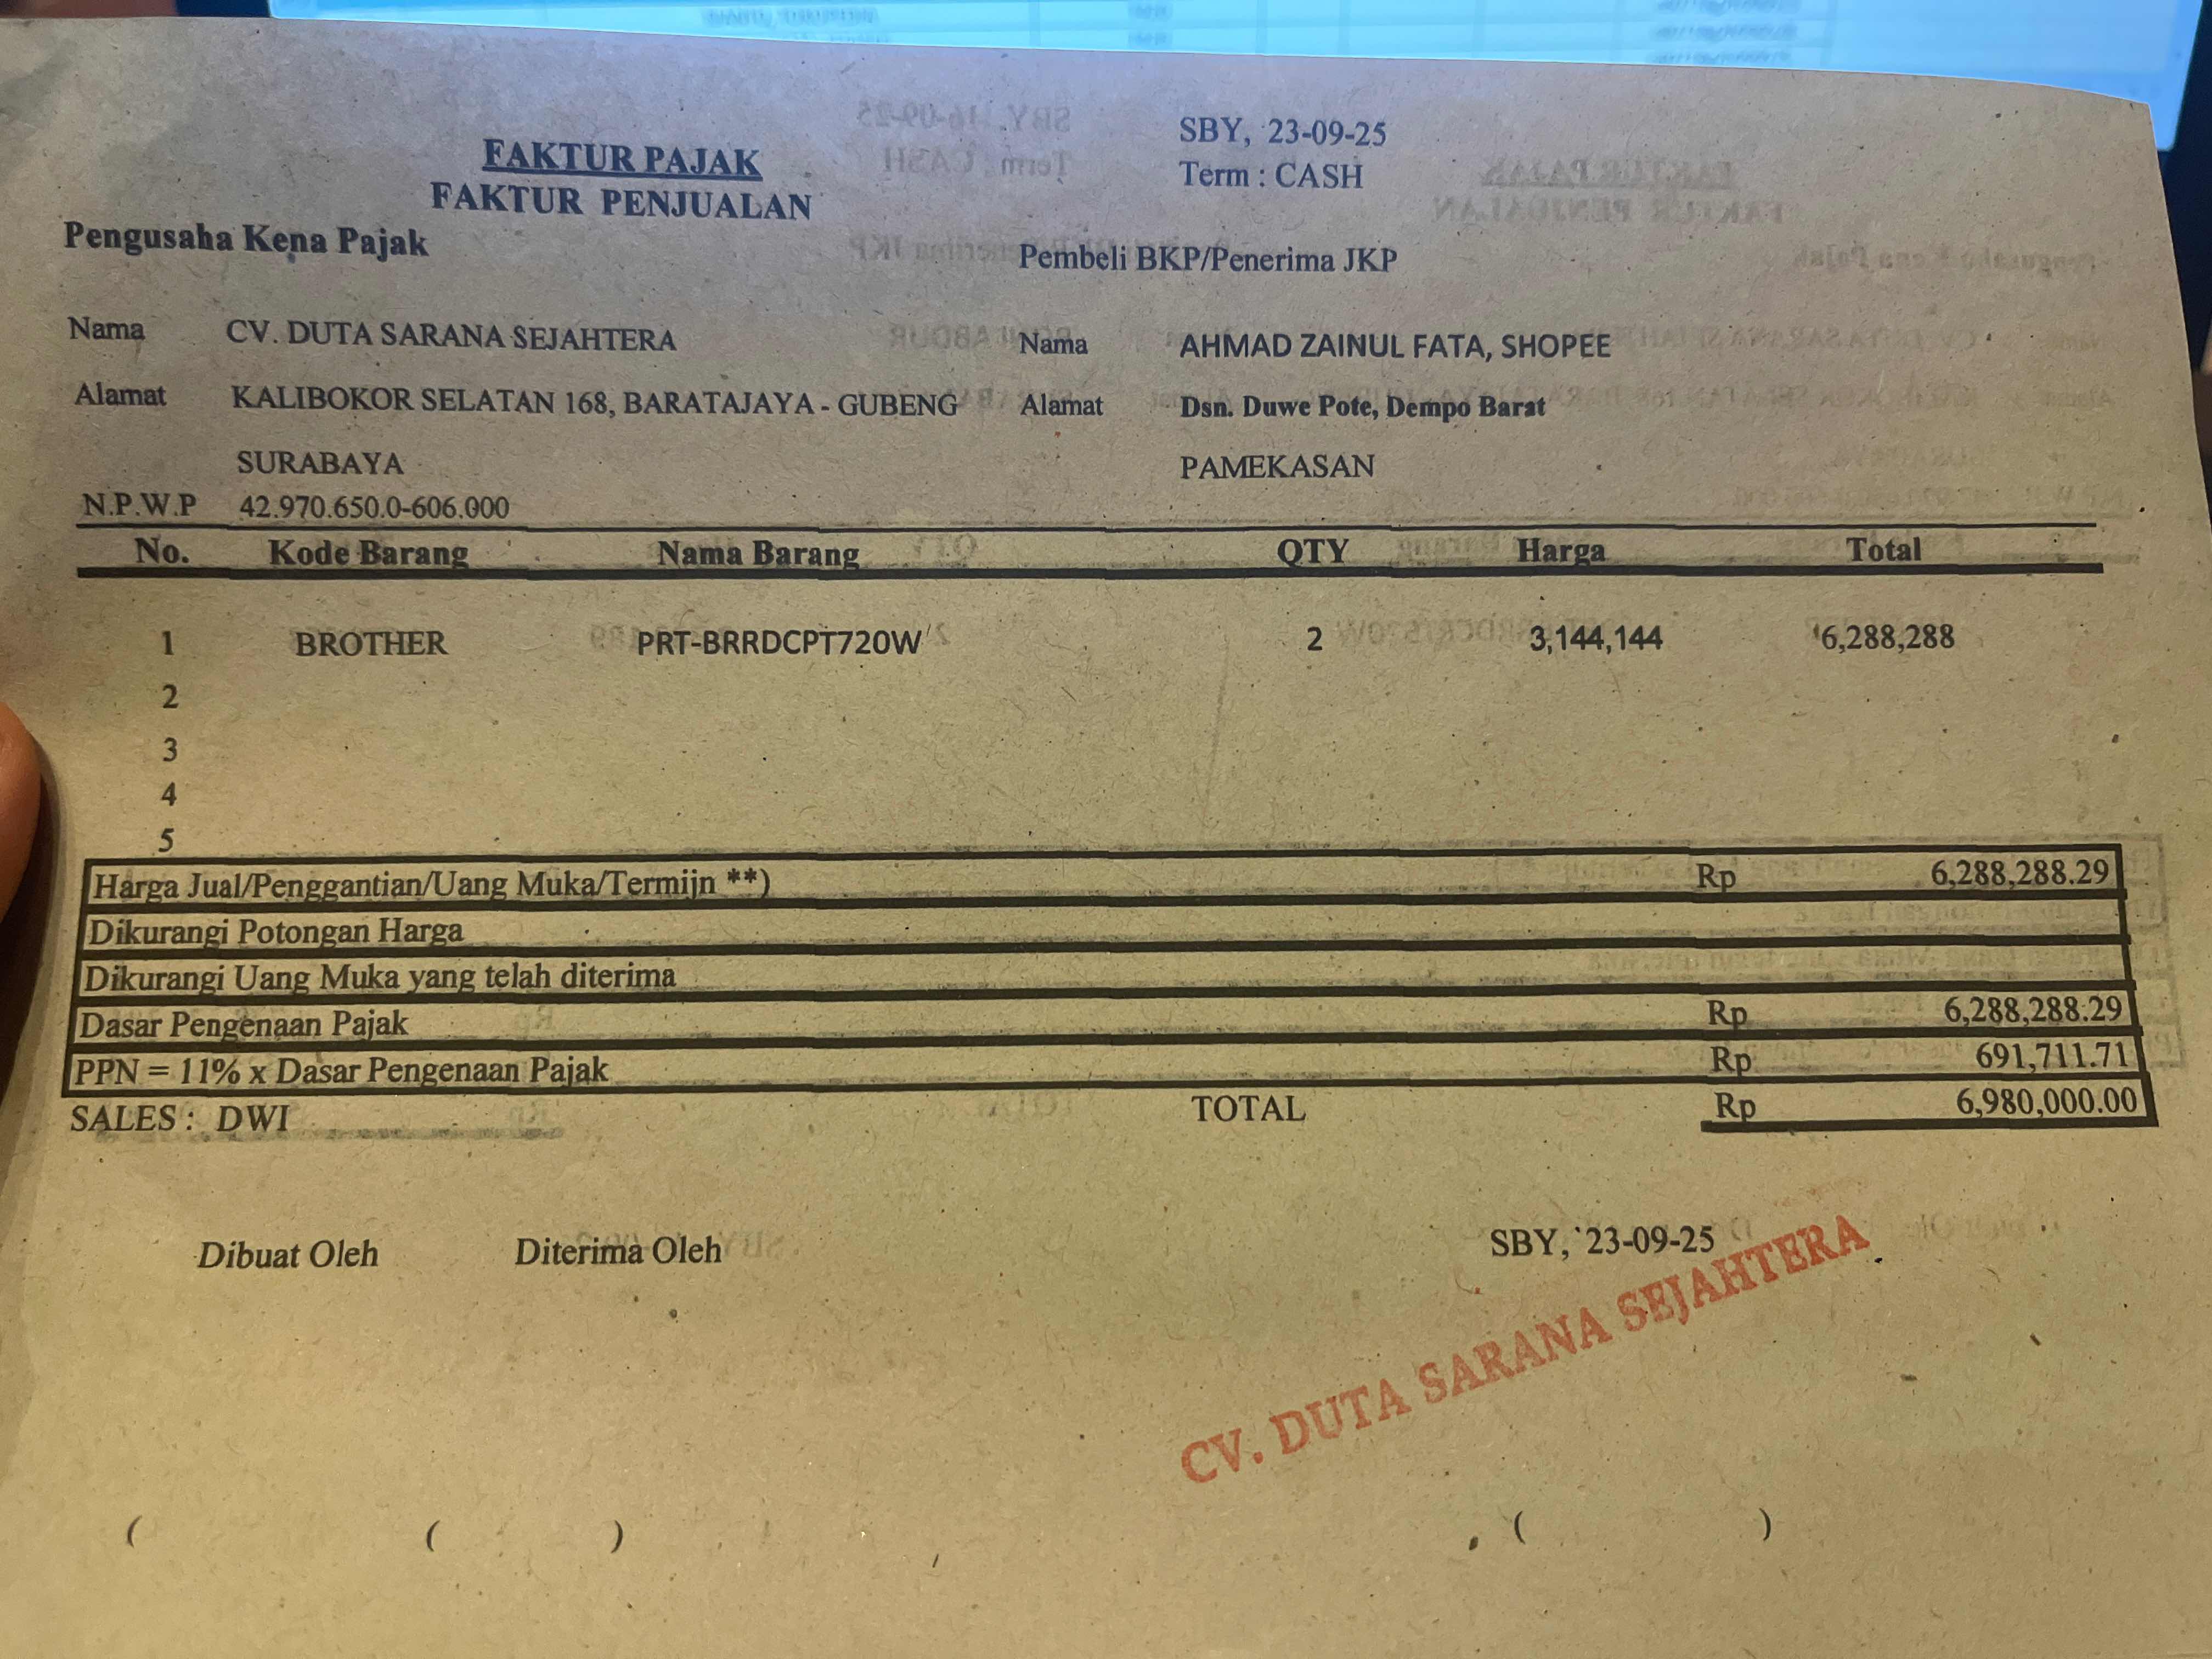 FAKTUR PAJAK
FAKTUR PENJUALAN
SBY, 23-09-25
Term : CASH
Pengusaha Kena Pajak
Pembeli BKP/Penerima JKP
Nama CV. DUTA SARANA SEJAHTERA
Nama AHMAD ZAINUL FATA, SHOPEE
Alamat KALIBOKOR SELATAN 168, BARATAJAYA - GUBENG
Alamat Dsn. Duwe Pote, Dempo Barat
SURABAYA
PAMEKASAN
N.P.W.P 42.970.650.0-606.000
No. Kode Barang Nama Barang QTY Harga Total
1 BROTHER PRT-BRRDCPT720W 2 3,144,144 6,288,288
2
3
4
5
Harga Jual/Penggantian/Uang Muka/Termijn **) Rp 6,288,288.29
Dikurangi Potongan Harga
Dikurangi Uang Muka yang telah diterima
Dasar Pengenaan Pajak Rp 6,288,288.29
PPN = 11% x Dasar Pengenaan Pajak Rp 691,711.71
SALES : DWI TOTAL Rp 6,980,000.00
Dibuat Oleh Diterima Oleh SBY, 23-09-25
CV. DUTA SARANA SEJAHTERA
( ( ) ( )